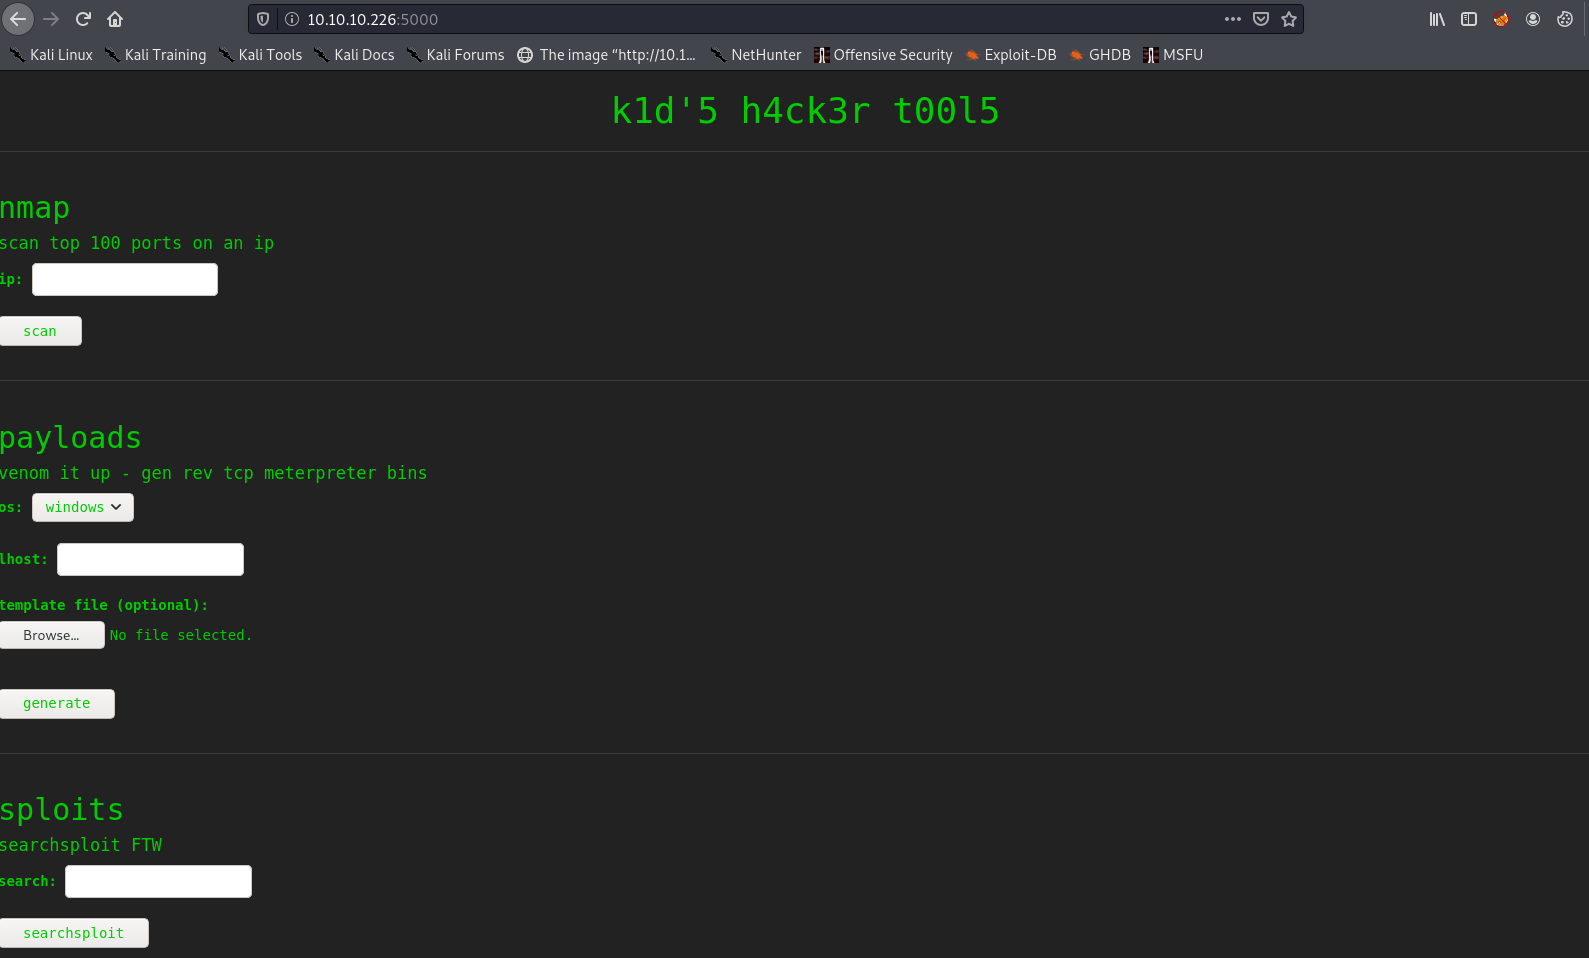 10.10.10.226:5000
Kali Linux Kali Training Kali Tools Kali Docs Kali Forums The image “http://10.1... NetHunter Offensive Security Exploit-DB GHDB MSFU
k1d'5 h4ck3r t00l5
nmap
scan top 100 ports on an ip
ip:
scan
payloads
venom it up - gen rev tcp meterpreter bins
os: windows
lhost:
template file (optional):
Browse... No file selected.
generate
sploits
searchsploit FTW
search:
searchsploit